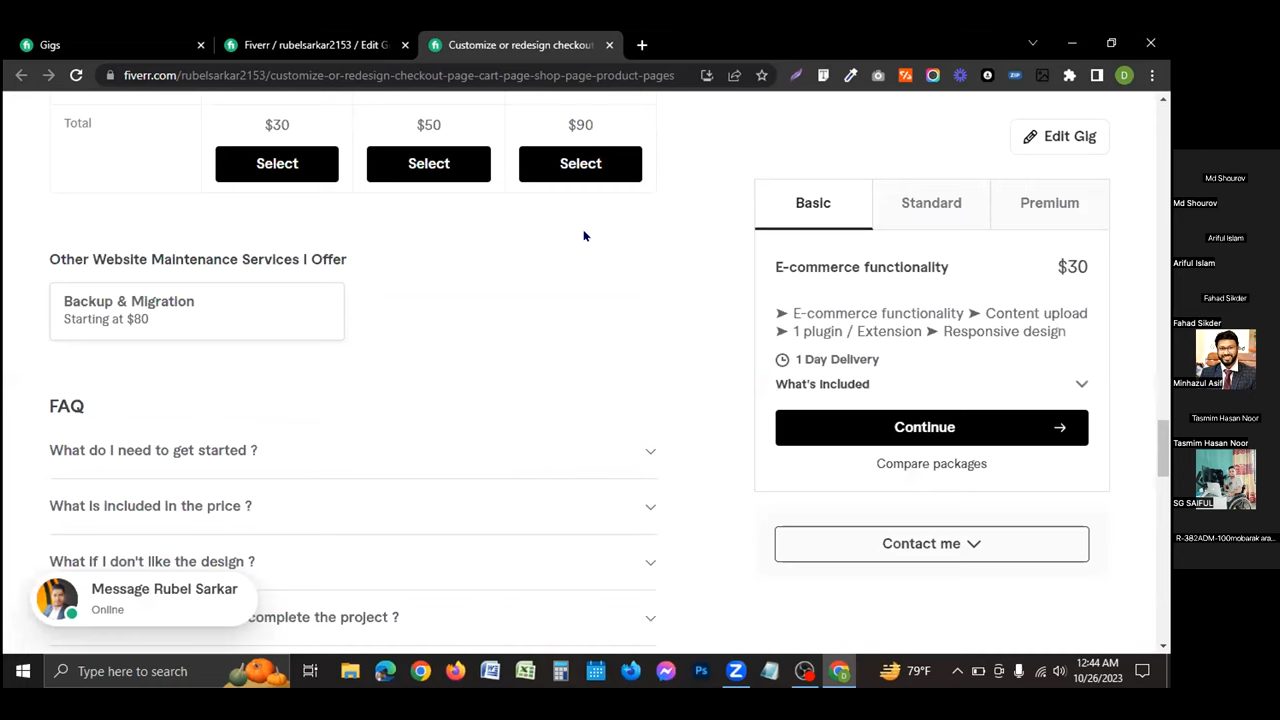 Gigs
Fiverr / rubelsarkar2153 / Edit G
Customize or redesign checkout
fiverr.com/rubelsarkar2153/customize-or-redesign-checkout-page-cart-page-shop-page-product-pages
Total
$30
$50
$90
Select
Select
Select
Edit Gig
Basic
Standard
Premium
Other Website Maintenance Services I Offer
Backup & Migration
Starting at $80
E-commerce functionality
$30
➤ E-commerce functionality ➤ Content upload
➤ 1 plugin / Extension ➤ Responsive design
1 Day Delivery
What's Included
Continue
Compare packages
Contact me
FAQ
What do I need to get started ?
What is included in the price ?
What if I don't like the design ?
complete the project ?
Message Rubel Sarkar
Online
Md Shourov
Md Shourov
Ariful Islam
Ariful Islam
Fahad Sikder
Fahad Sikder
Minhazul Asif
Tasmim Hasan Noor
Tasmim Hasan Noor
SG SAIFUL
R-382ADM-100mobarak ara...
Type here to search
79°F
12:44 AM
10/26/2023